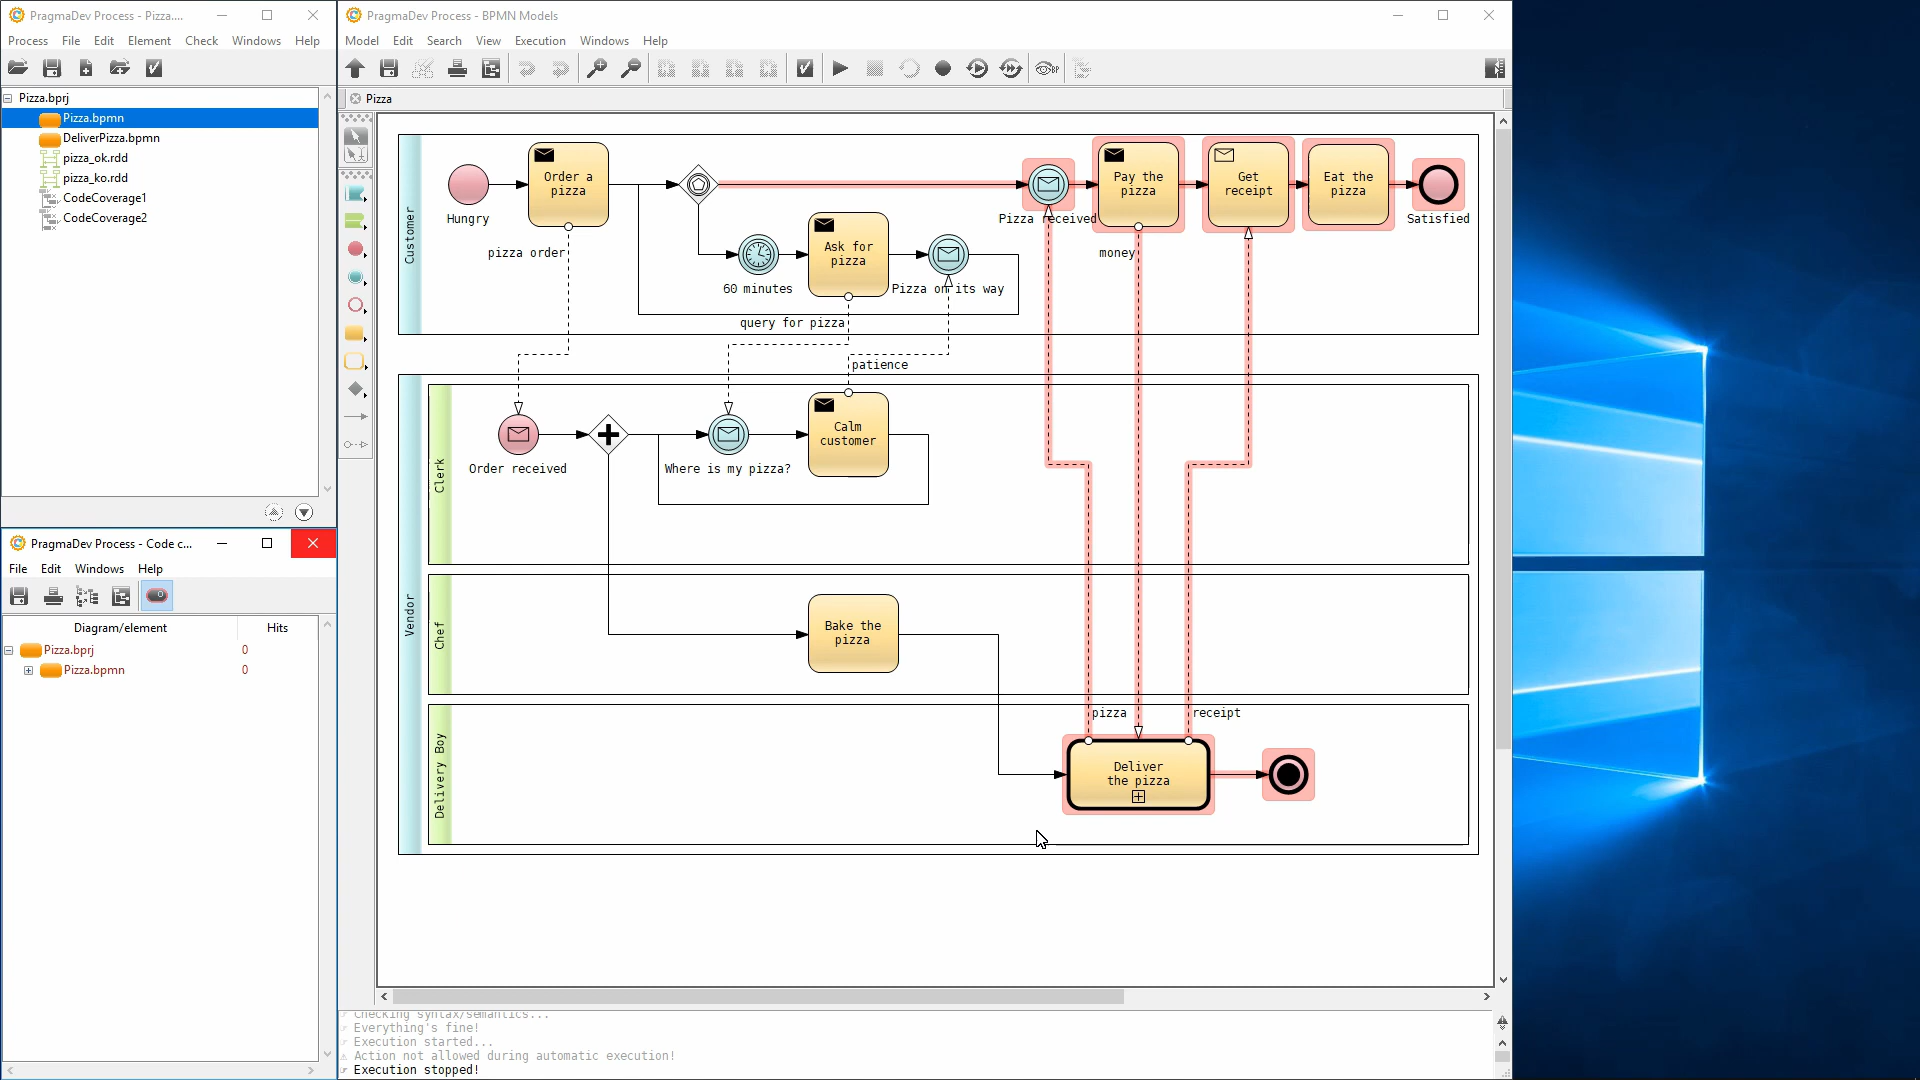 PragmaDev Process - Pizza....
Process File Edit Element Check Windows Help
Pizza.bprj
Pizza.bpmn
DeliverPizza.bpmn
pizza_ok.rdd
pizza_ko.rdd
CodeCoverage1
CodeCoverage2
PragmaDev Process - Code c...
File Edit Windows Help
Diagram/element Hits
Pizza.bprj 0
Pizza.bpmn 0
PragmaDev Process - BPMN Models
Model Edit Search View Execution Windows Help
BP
Pizza
Customer
Hungry
Order a
pizza
pizza order
60 minutes
Ask for
pizza
query for pizza
Pizza on its way
Pizza received
Pay the
pizza
money
Get
receipt
Eat the
pizza
Satisfied
patience
Vendor
Clerk
Order received
Where is my pizza?
Calm
customer
Chef
Bake the
pizza
Delivery Boy
pizza
receipt
Deliver
the pizza
Checking syntax/semantics...
Everything's fine!
Execution started...
Action not allowed during automatic execution!
Execution stopped!